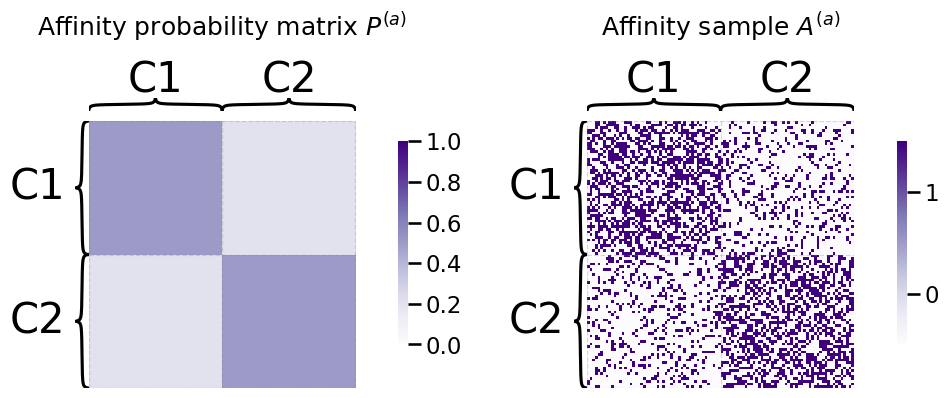 Affinity probability matrix P^(a)
C1 C2
C1
C2
1.0
0.8
0.6
0.4
0.2
0.0
Affinity sample A^(a)
C1 C2
C1
C2
1
0